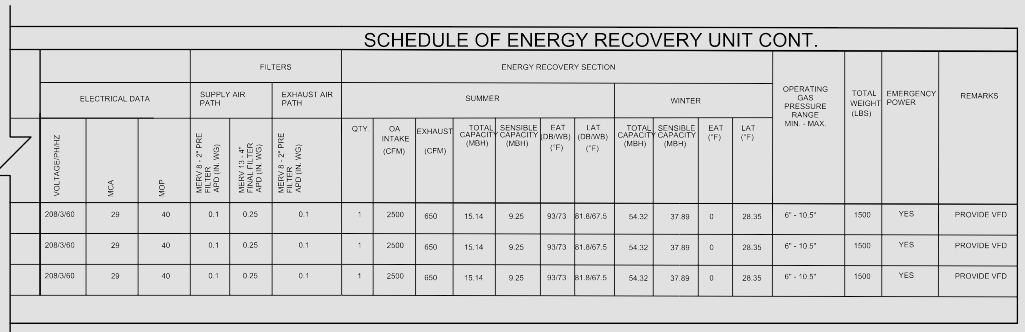 SCHEDULE OF ENERGY RECOVERY UNIT CONT.
FILTERS
ENERGY RECOVERY SECTION
ELECTRICAL DATA
SUPPLY AIR
PATH
EXHAUST AIR
PATH
SUMMER
WINTER
OPERATING
GAS
PRESSURE
RANGE
MIN. - MAX.
TOTAL
WEIGHT
(LBS)
EMERGENCY
POWER
REMARKS
VOLTAGE/PH/HZ
MCA
MOP
MERV 8 - 2" PRE
FILTER
APD (IN. WG)
MERV 13 - 4"
FINAL FILTER
APD (IN. WG)
MERV 8 - 2" PRE
FILTER
APD (IN. WG)
QTY
OA
INTAKE
(CFM)
EXHAUST
(CFM)
TOTAL
CAPACITY
(MBH)
SENSIBLE
CAPACITY
(MBH)
EAT
(DB/WB)
(°F)
LAT
(DB/WB)
(°F)
TOTAL
CAPACITY
(MBH)
SENSIBLE
CAPACITY
(MBH)
EAT
(°F)
LAT
(°F)
208/3/60 29 40 0.1 0.25 0.1 1 2500 650 15.14 9.25 93/73 81.8/67.5 54.32 37.89 0 28.35 6" - 10.5" 1500 YES PROVIDE VFD
208/3/60 29 40 0.1 0.25 0.1 1 2500 650 15.14 9.25 93/73 81.8/67.5 54.32 37.89 0 28.35 6" - 10.5" 1500 YES PROVIDE VFD
208/3/60 29 40 0.1 0.25 0.1 1 2500 650 15.14 9.25 93/73 81.8/67.5 54.32 37.89 0 28.35 6" - 10.5" 1500 YES PROVIDE VFD